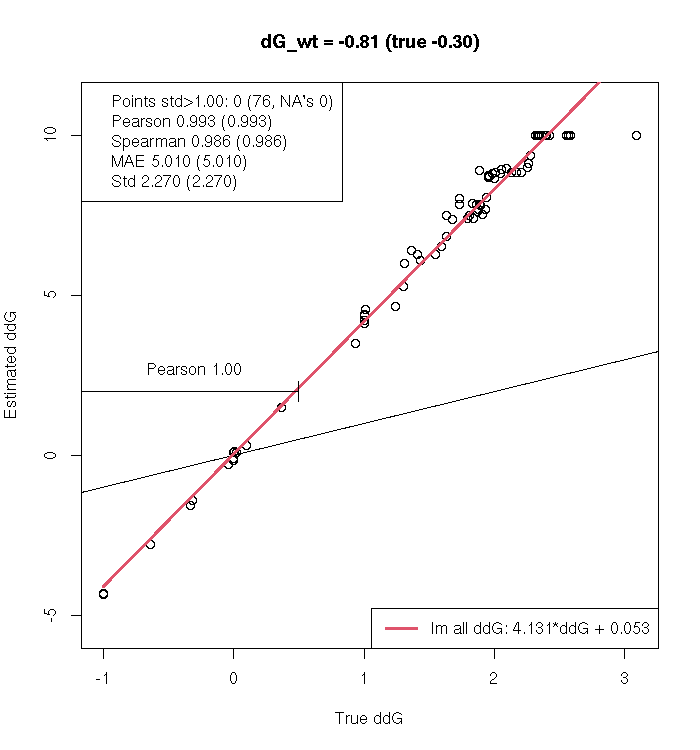 dG_wt = -0.81 (true -0.30)
Points std>1.00: 0 (76, NA's 0)
Pearson 0.993 (0.993)
Spearman 0.986 (0.986)
MAE 5.010 (5.010)
Std 2.270 (2.270)
10
5
0
-5
Estimated ddG
Pearson 1.00
lm all ddG: 4.131*ddG + 0.053
-1 0 1 2 3
True ddG